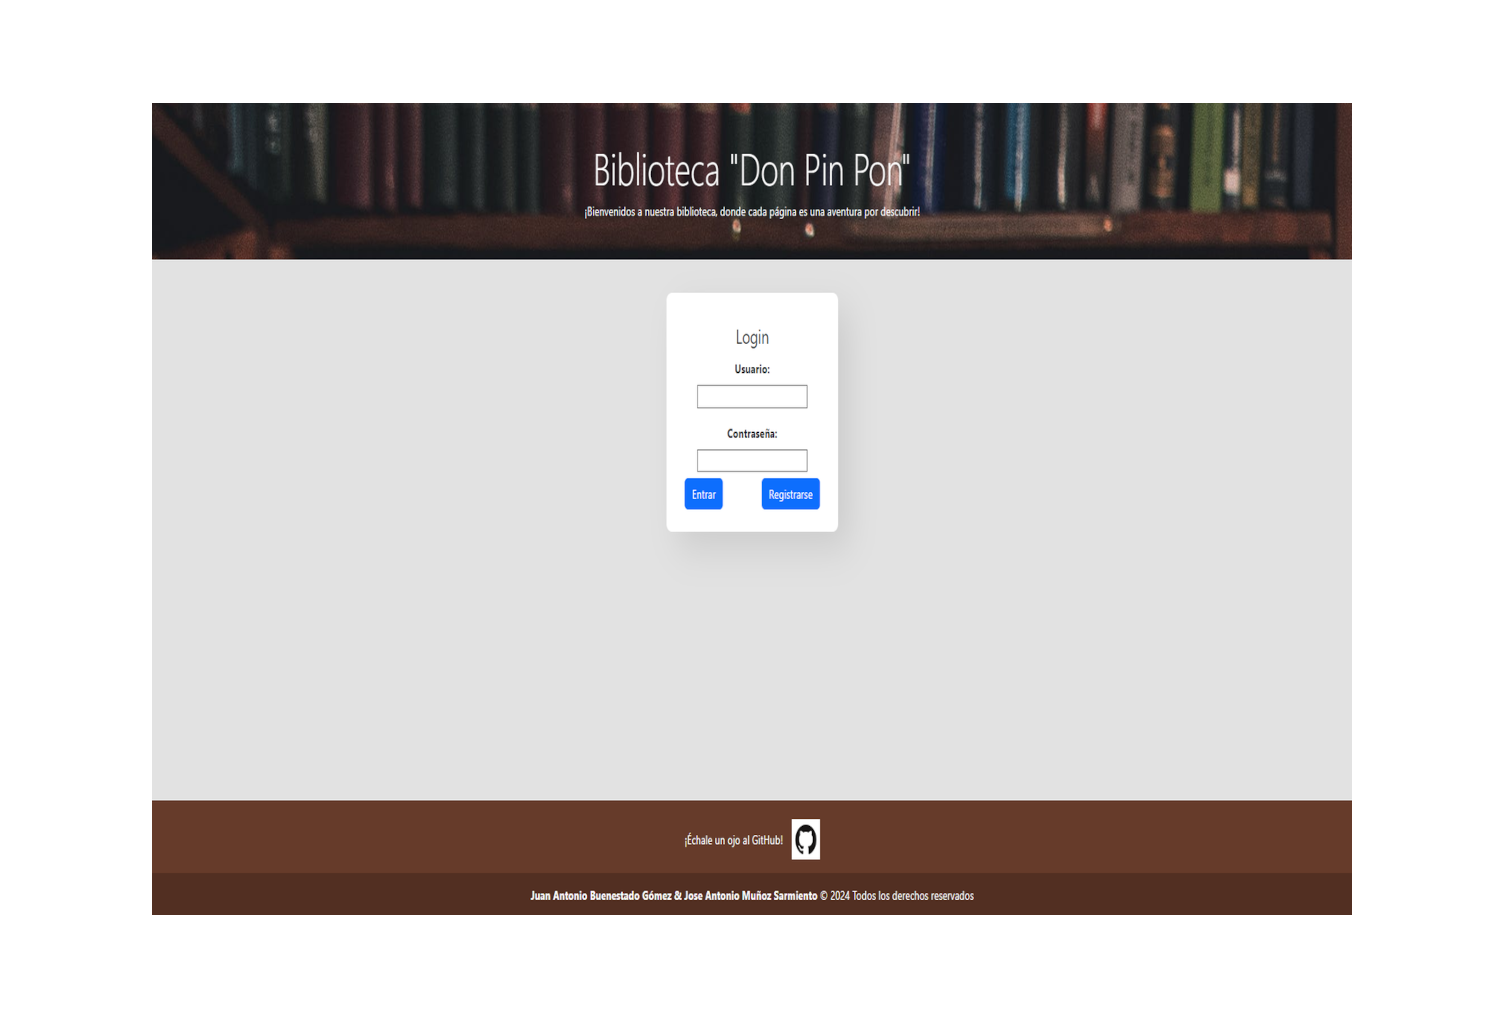 Biblioteca "Don Pin Pon"
¡Bienvenidos a nuestra biblioteca, donde cada página es una aventura por descubrir!
Login
Usuario:
Contraseña:
Entrar Registrarse
¡Échale un ojo al GitHub!
Juan Antonio Buenestado Gómez & Jose Antonio Muñoz Sarmiento © 2024 Todos los derechos reservados